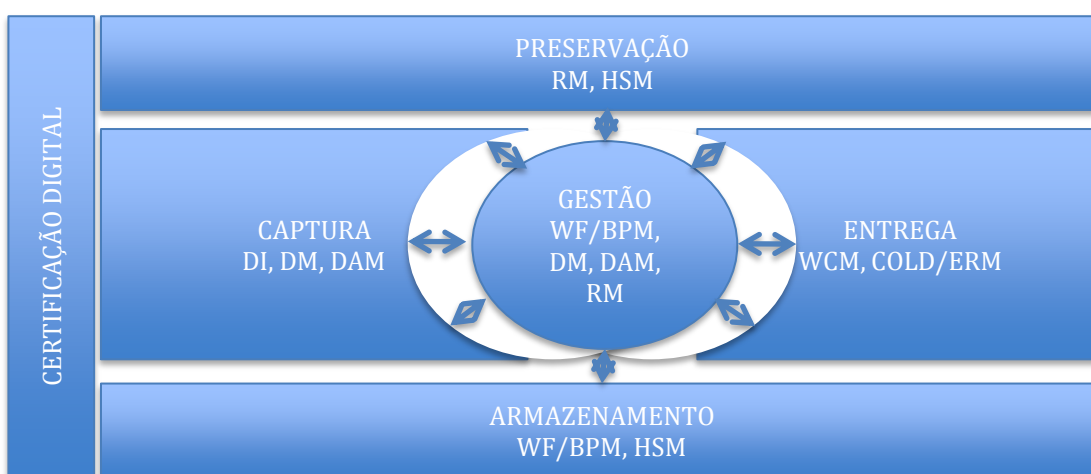 CERTIFICAÇÃO DIGITAL
PRESERVAÇÃO
RM, HSM
CAPTURA
DI, DM, DAM
GESTÃO
WF/BPM,
DM, DAM,
RM
ENTREGA
WCM, COLD/ERM
ARMAZENAMENTO
WF/BPM, HSM